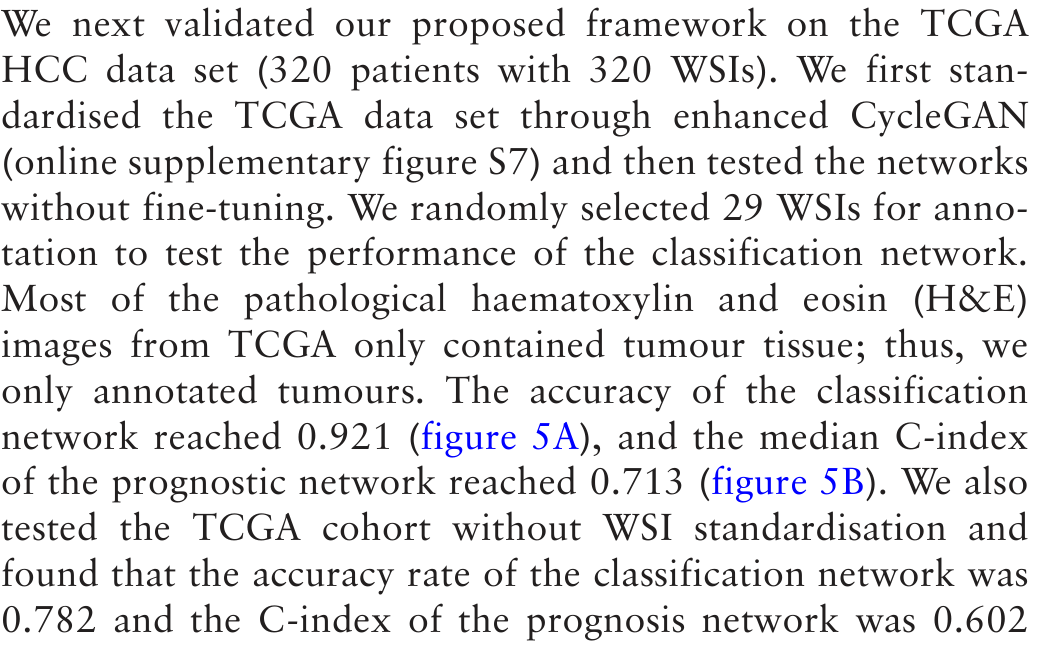 We next validated our proposed framework on the TCGA
HCC data set (320 patients with 320 WSIs). We first stan-
dardised the TCGA data set through enhanced CycleGAN
(online supplementary figure S7) and then tested the networks
without fine-tuning. We randomly selected 29 WSIs for anno-
tation to test the performance of the classification network.
Most of the pathological haematoxylin and eosin (H&E)
images from TCGA only contained tumour tissue; thus, we
only annotated tumours. The accuracy of the classification
network reached 0.921 (figure 5A), and the median C-index
of the prognostic network reached 0.713 (figure 5B). We also
tested the TCGA cohort without WSI standardisation and
found that the accuracy rate of the classification network was
0.782 and the C-index of the prognosis network was 0.602